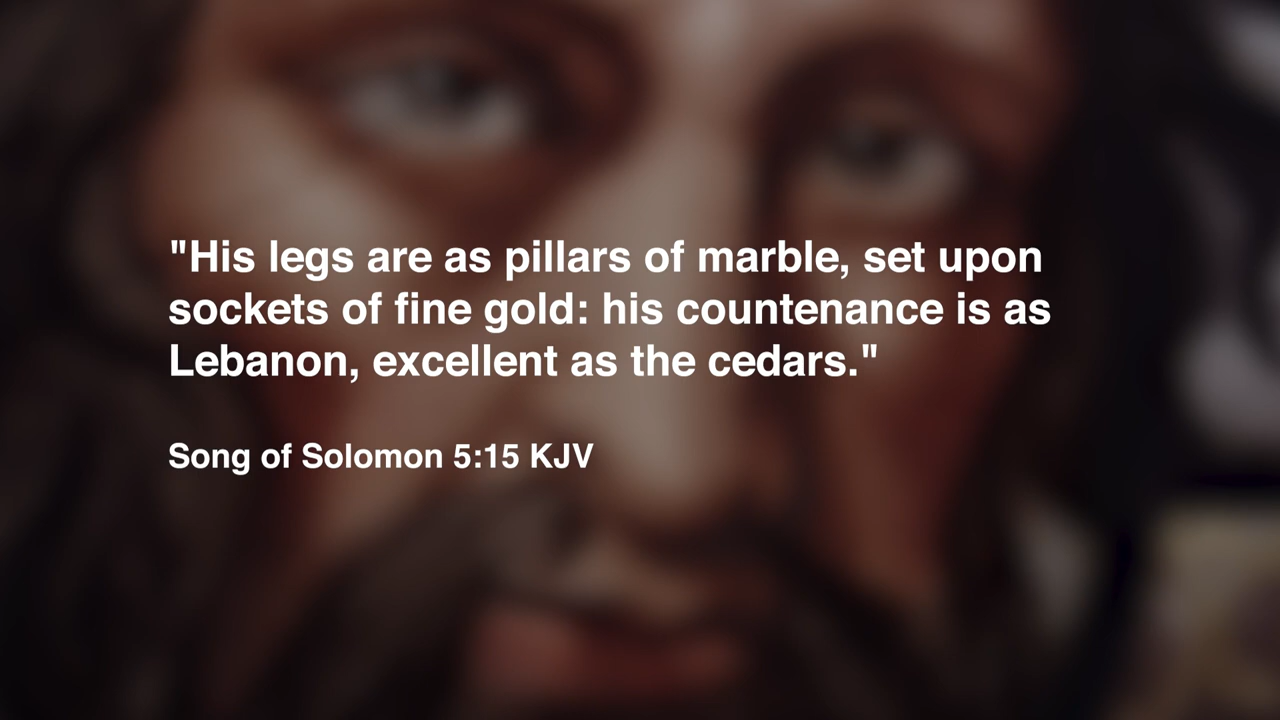 "His legs are as pillars of marble, set upon
sockets of fine gold: his countenance is as
Lebanon, excellent as the cedars."
Song of Solomon 5:15 KJV